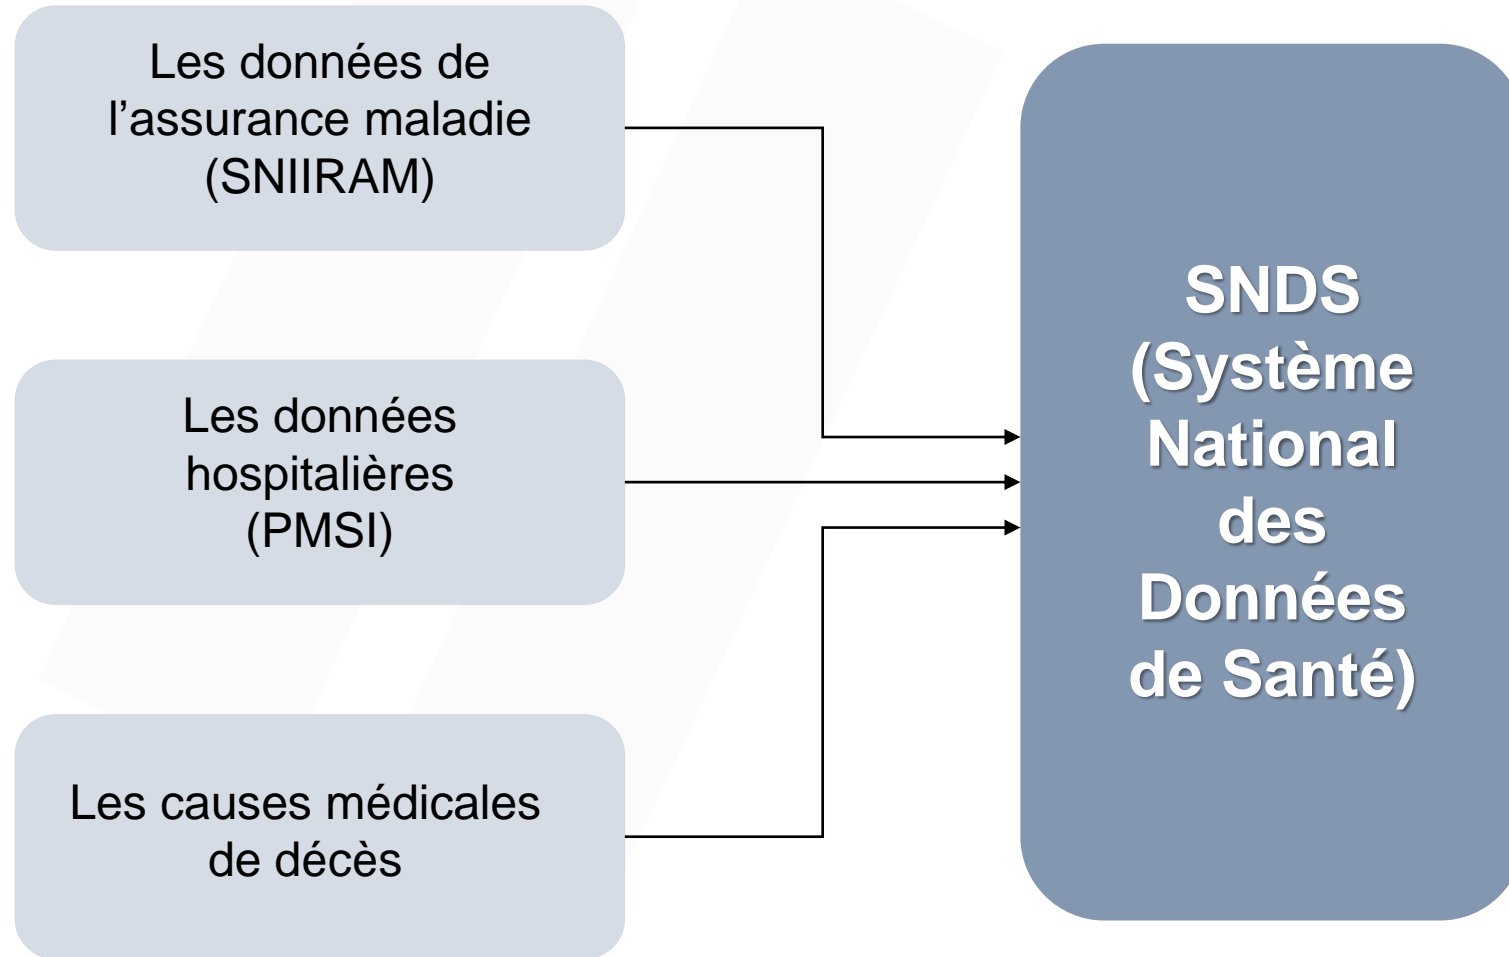 Les données de
l’assurance maladie
(SNIIRAM)
Les données
hospitalières
(PMSI)
Les causes médicales
de décès
SNDS
(Système
National
des
Données
de Santé)